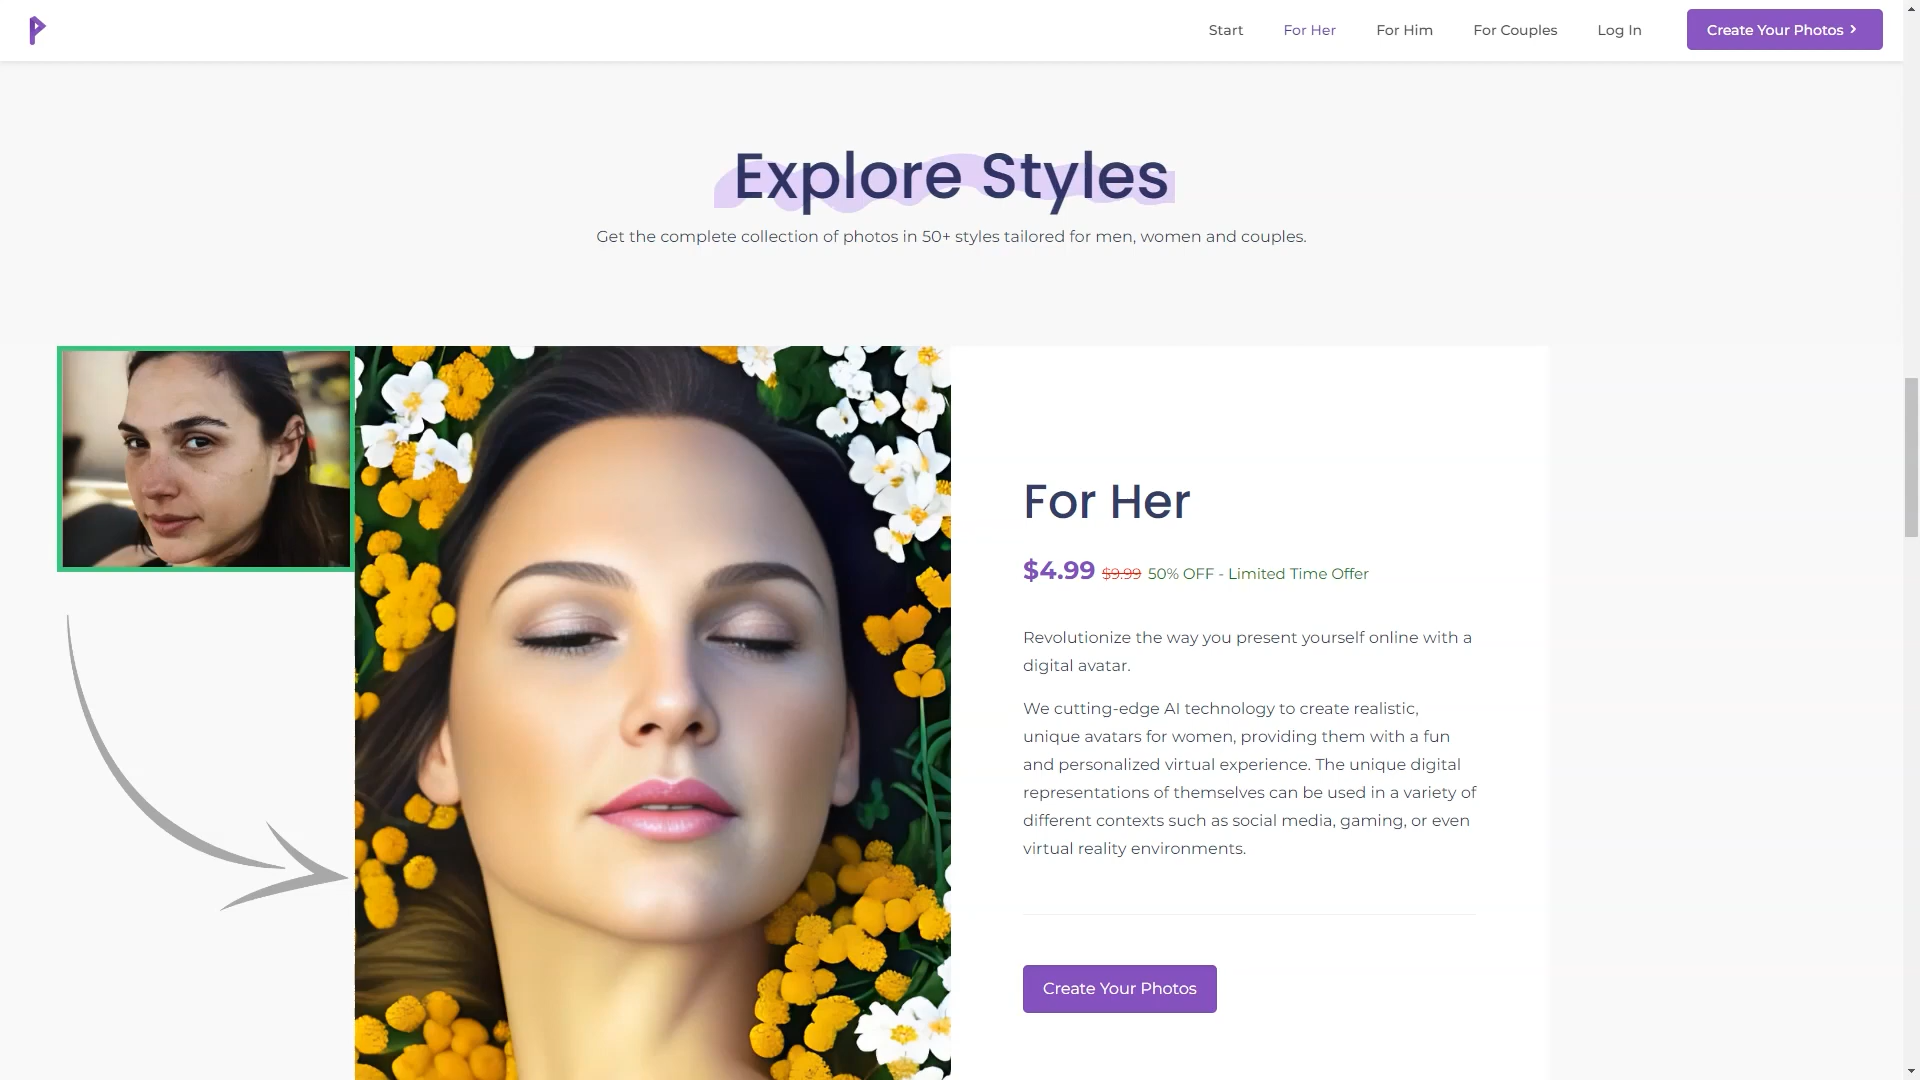 Start
For Her
For Him
For Couples
Log In
Create Your Photos
Explore Styles
Get the complete collection of photos in 50+ styles tailored for men, women and couples.
For Her
$4.99 $9.99 50% OFF - Limited Time Offer
Revolutionize the way you present yourself online with a
digital avatar.
We cutting-edge AI technology to create realistic,
unique avatars for women, providing them with a fun
and personalized virtual experience. The unique digital
representations of themselves can be used in a variety of
different contexts such as social media, gaming, or even
virtual reality environments.
Create Your Photos